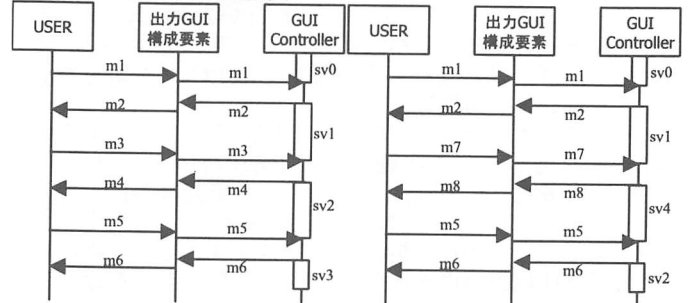 USER
出力GUI
構成要素
GUI
Controller
m1
m1
sv0
m2
m2
sv1
m3
m3
m4
m4
sv2
m5
m5
m6
m6
sv3
USER
出力GUI
構成要素
GUI
Controller
m1
m1
sv0
m2
m2
sv1
m7
m7
m8
m8
sv4
m5
m5
m6
m6
sv2